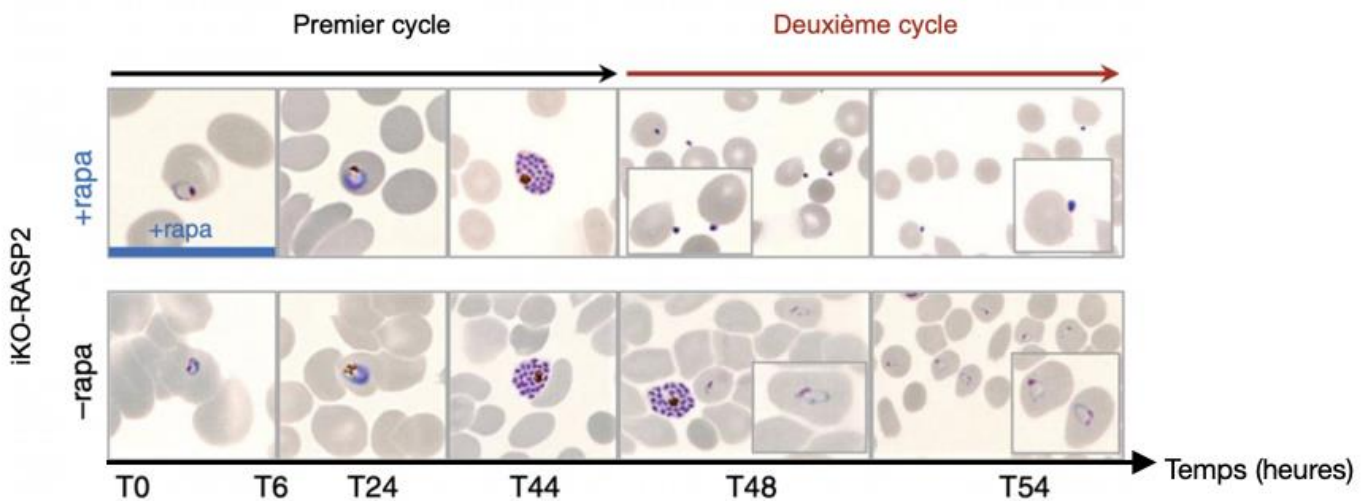 Premier cycle
Deuxième cycle
iKO-RASP2
+rapa
+rapa
–rapa
T0
T6
T24
T44
T48
T54
Temps (heures)